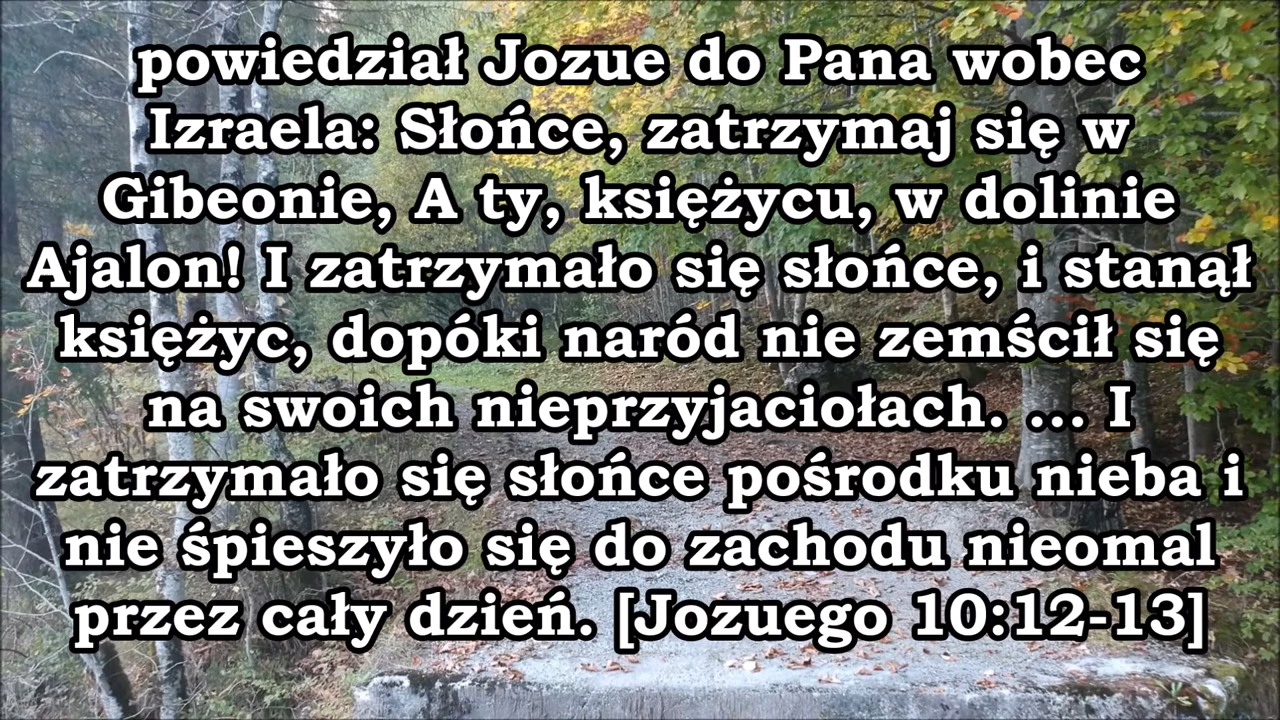 powiedział Jozue do Pana wobec
Izraela: Słońce, zatrzymaj się w
Gibeonie, A ty, księżycu, w dolinie
Ajalon! I zatrzymało się słońce, i stanął
księżyc, dopóki naród nie zemścił się
na swoich nieprzyjaciołach. ... I
zatrzymało się słońce pośrodku nieba i
nie śpieszyło się do zachodu nieomal
przez cały dzień. [Jozuego 10:12-13]